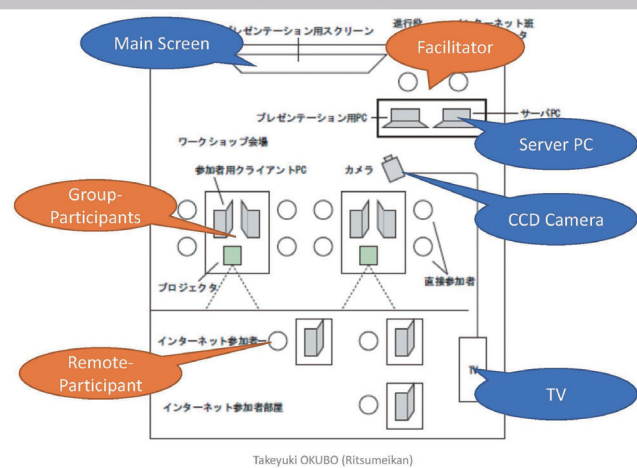 プレゼンテーション用スクリーン
Main Screen
進行役
インターネット班
Facilitator
プレゼンテーション用PC
サーバPC
Server PC
ワークショップ会場
参加者用クライアントPC
カメラ
CCD Camera
Group-
Participants
プロジェクタ
直接参加者
インターネット参加者
Remote-
Participant
TV
TV
インターネット参加者部屋
Takeyuki OKUBO (Ritsumeikan)